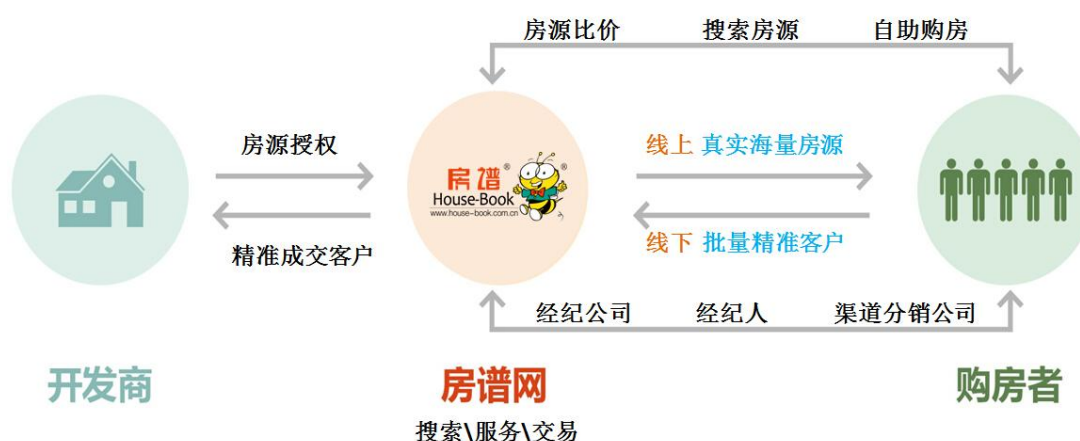 房源比价 搜索房源 自助购房
房源授权
线上 真实海量房源
房谱®
®
House-Book
www.house-book.com.cn
精准成交客户
线下 批量精准客户
经纪公司 经纪人 渠道分销公司
开发商
房谱网
购房者
搜索\服务\交易